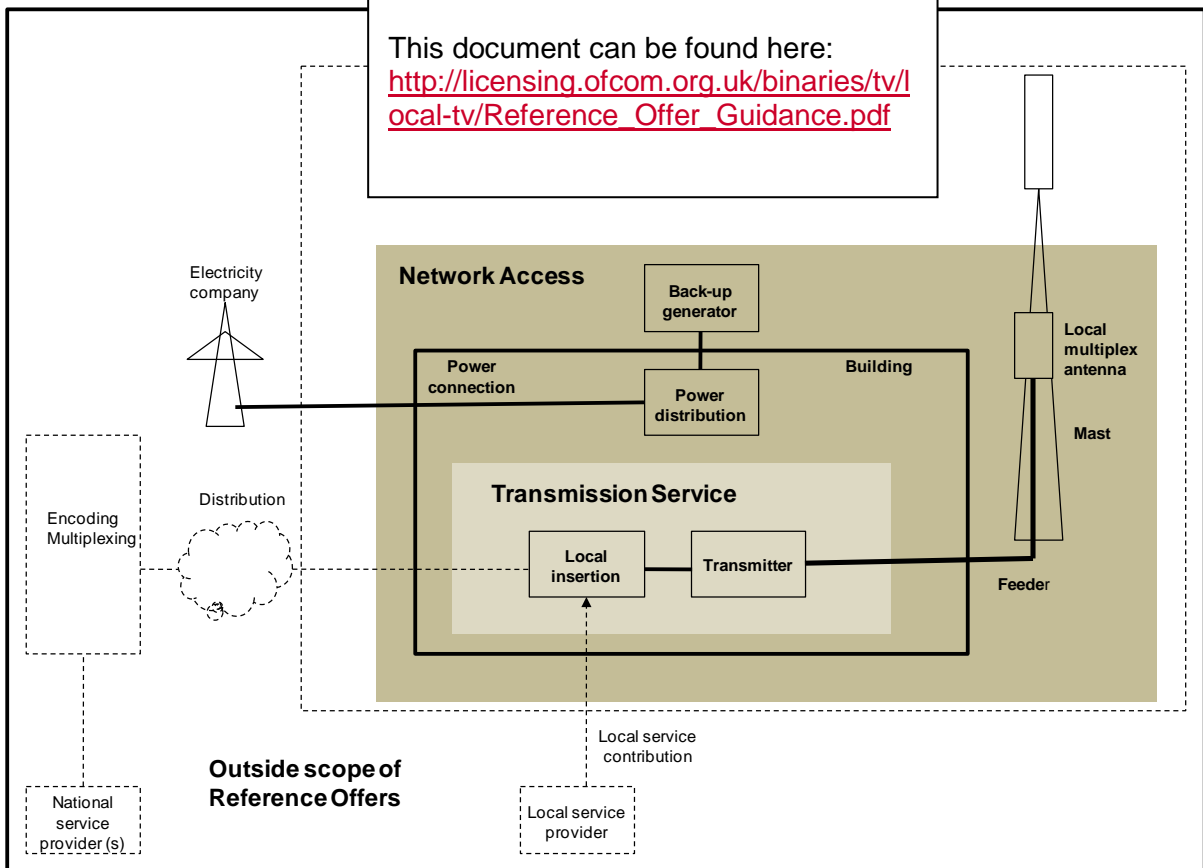 This document can be found here:
http://licensing.ofcom.org.uk/binaries/tv/l
ocal-tv/Reference_Offer_Guidance.pdf
Network Access
Electricity
company
Back-up
generator
Local
multiplex
antenna
Power
connection
Building
Power
distribution
Mast
Transmission Service
Distribution
Encoding
Multiplexing
Local
insertion
Transmitter
Feeder
Local service
contribution
Outside scope of
Reference Offers
National
service
provider (s)
Local service
provider